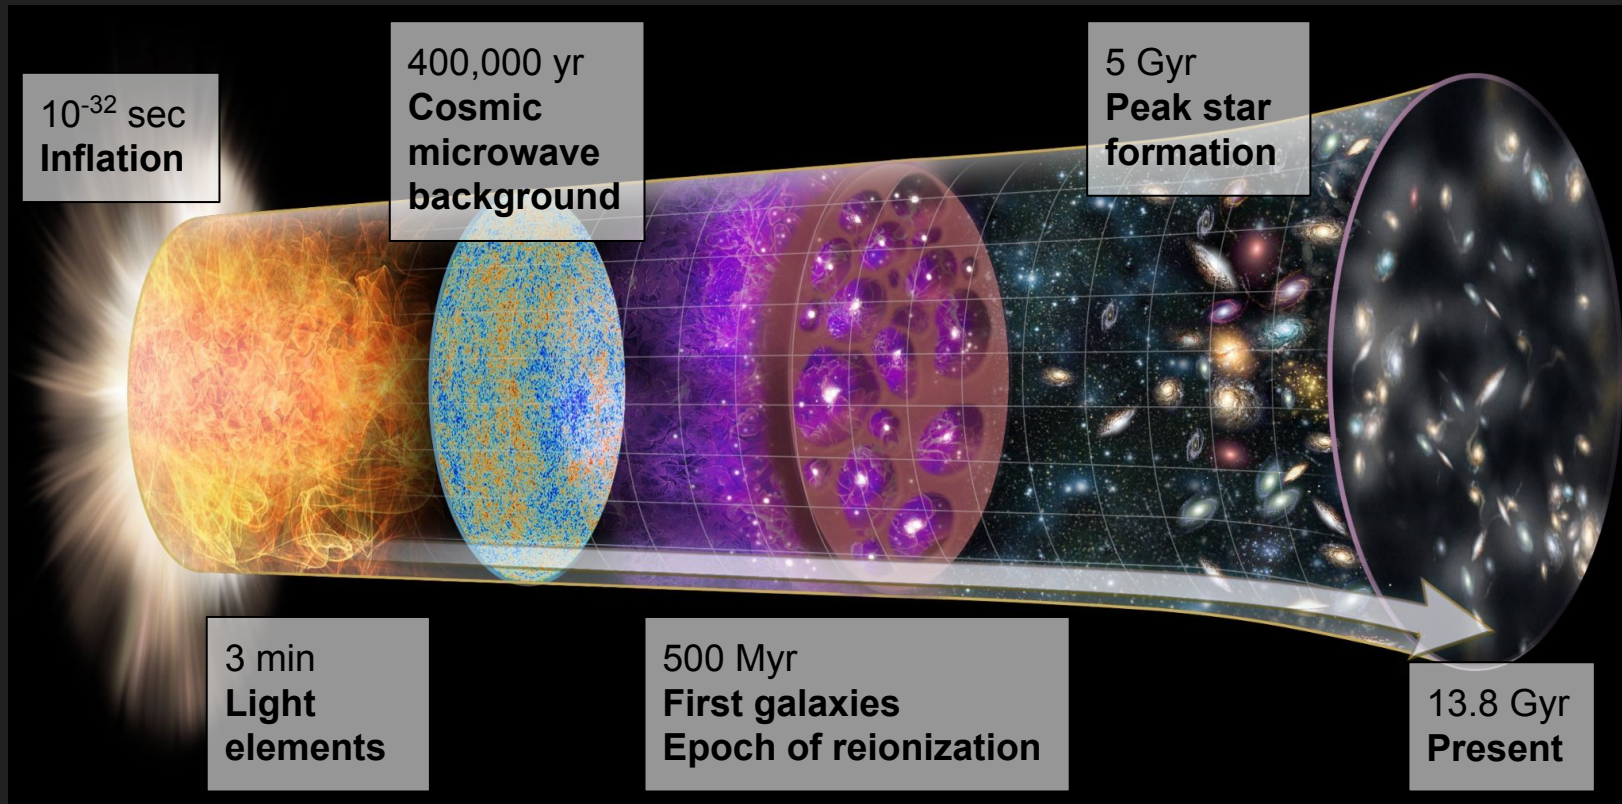 10⁻³² sec
Inflation
400,000 yr
Cosmic
microwave
background
5 Gyr
Peak star
formation
3 min
Light
elements
500 Myr
First galaxies
Epoch of reionization
13.8 Gyr
Present